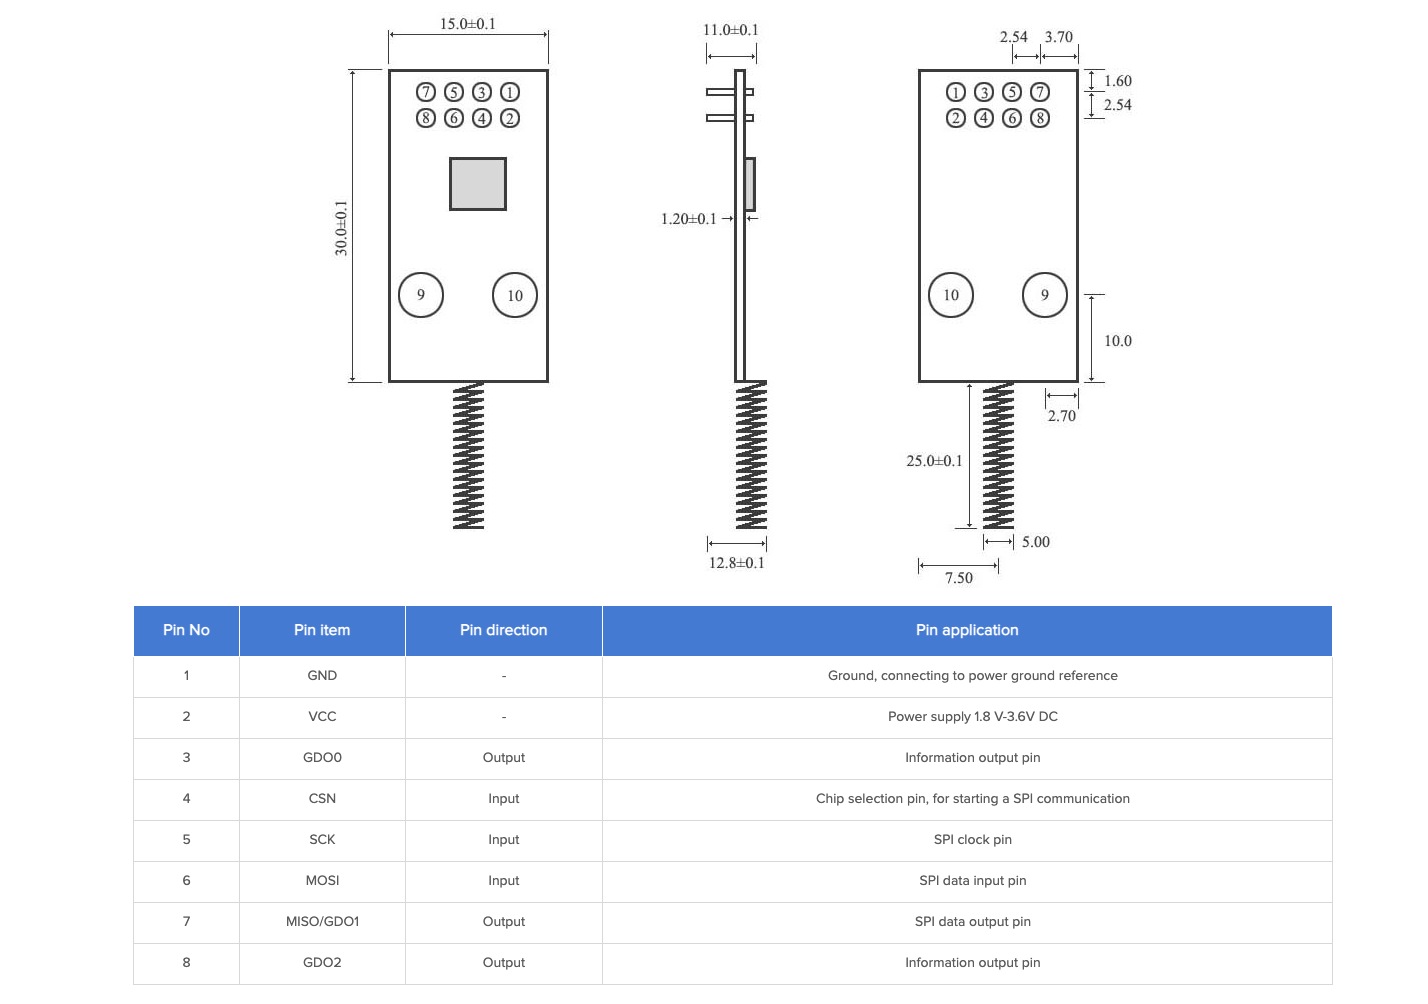 15.0±0.1
11.0±0.1
2.54 3.70
7 5 3 1
1 3 5 7
1.60
8 6 4 2
2 4 6 8
2.54
30.0±0.1
1.20±0.1
9 10
10 9
10.0
2.70
25.0±0.1
5.00
12.8±0.1
7.50
Pin No Pin item Pin direction Pin application
1 GND - Ground, connecting to power ground reference
2 VCC - Power supply 1.8 V-3.6V DC
3 GDO0 Output Information output pin
4 CSN Input Chip selection pin, for starting a SPI communication
5 SCK Input SPI clock pin
6 MOSI Input SPI data input pin
7 MISO/GDO1 Output SPI data output pin
8 GDO2 Output Information output pin